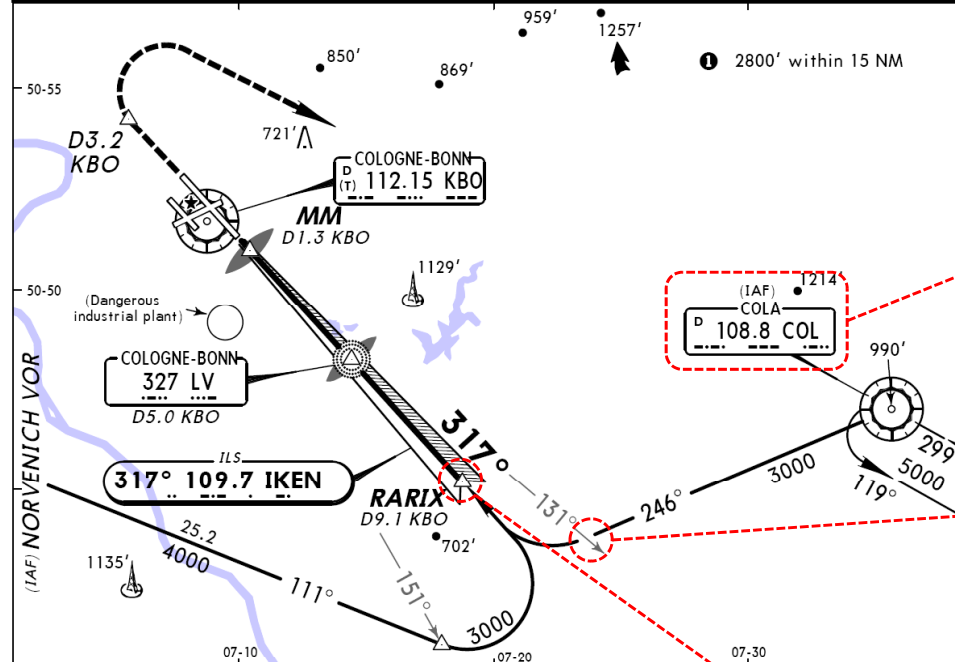 959'
1257'
850'
869'
❶ 2800' within 15 NM
50-55
D3.2
KBO
721'
COLOGNE-BONN
D
(T) 112.15 KBO
MM
D1.3 KBO
1129'
50-50
(Dangerous
industrial plant)
1214'
(IAF)
COLA
D 108.8 COL
990'
COLOGNE-BONN
327 LV
D5.0 KBO
317°
299
5000
119°
3000
246°
131°
ILS
317° 109.7 IKEN
RARIX
D9.1 KBO
702'
(IAF) NORVENICH VOR
25.2
4000
1135'
111°
151°
3000
07-10
07-20
07-30